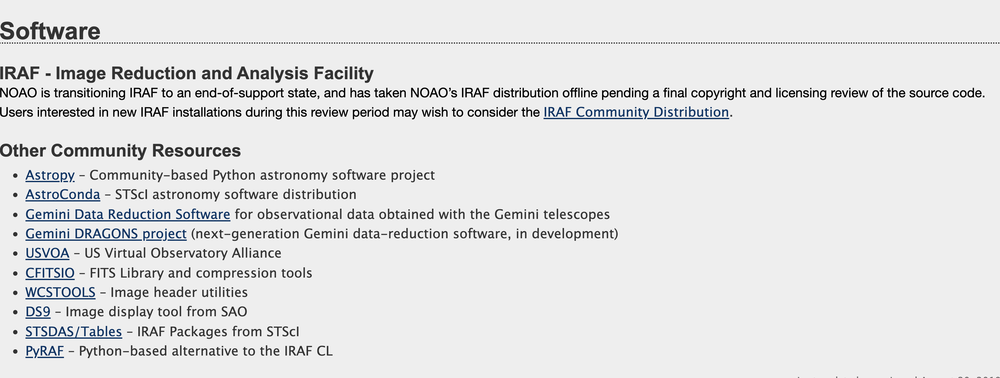 Software
IRAF - Image Reduction and Analysis Facility
NOAO is transitioning IRAF to an end-of-support state, and has taken NOAO’s IRAF distribution offline pending a final copyright and licensing review of the source code.
Users interested in new IRAF installations during this review period may wish to consider the IRAF Community Distribution.
Other Community Resources
• Astropy – Community-based Python astronomy software project
• AstroConda – STScI astronomy software distribution
• Gemini Data Reduction Software for observational data obtained with the Gemini telescopes
• Gemini DRAGONS project (next-generation Gemini data-reduction software, in development)
• USVOA – US Virtual Observatory Alliance
• CFITSIO – FITS Library and compression tools
• WCSTOOLS – Image header utilities
• DS9 – Image display tool from SAO
• STSDAS/Tables – IRAF Packages from STScI
• PyRAF – Python-based alternative to the IRAF CL